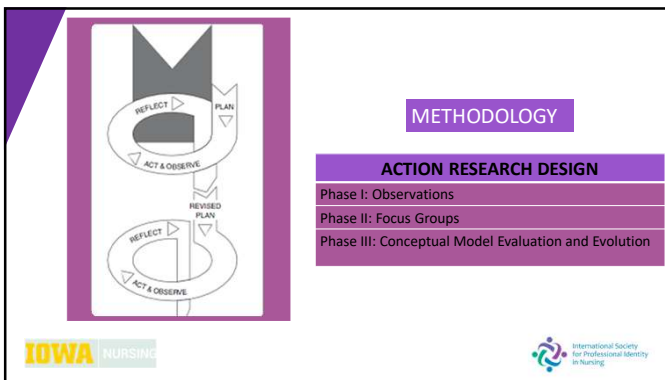 REFLECT
PLAN
ACT & OBSERVE
REVISED
PLAN
REFLECT
ACT & OBSERVE
METHODOLOGY
ACTION RESEARCH DESIGN
Phase I: Observations
Phase II: Focus Groups
Phase III: Conceptual Model Evaluation and Evolution
IOWA NURSING
International Society
for Professional Identity
in Nursing